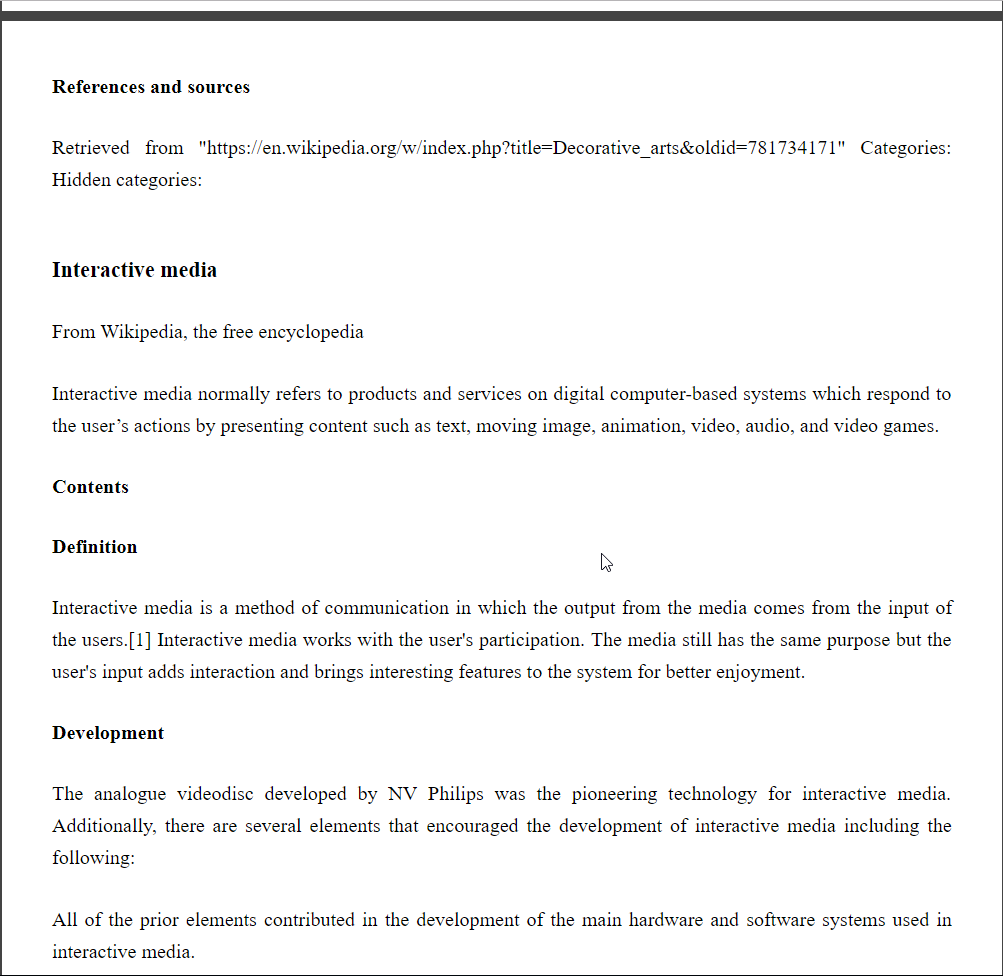 References and sources
Retrieved from "https://en.wikipedia.org/w/index.php?title=Decorative_arts&oldid=781734171" Categories:
Hidden categories:
Interactive media
From Wikipedia, the free encyclopedia
Interactive media normally refers to products and services on digital computer-based systems which respond to
the user’s actions by presenting content such as text, moving image, animation, video, audio, and video games.
Contents
Definition
Interactive media is a method of communication in which the output from the media comes from the input of
the users.[1] Interactive media works with the user's participation. The media still has the same purpose but the
user's input adds interaction and brings interesting features to the system for better enjoyment.
Development
The analogue videodisc developed by NV Philips was the pioneering technology for interactive media.
Additionally, there are several elements that encouraged the development of interactive media including the
following:
All of the prior elements contributed in the development of the main hardware and software systems used in
interactive media.